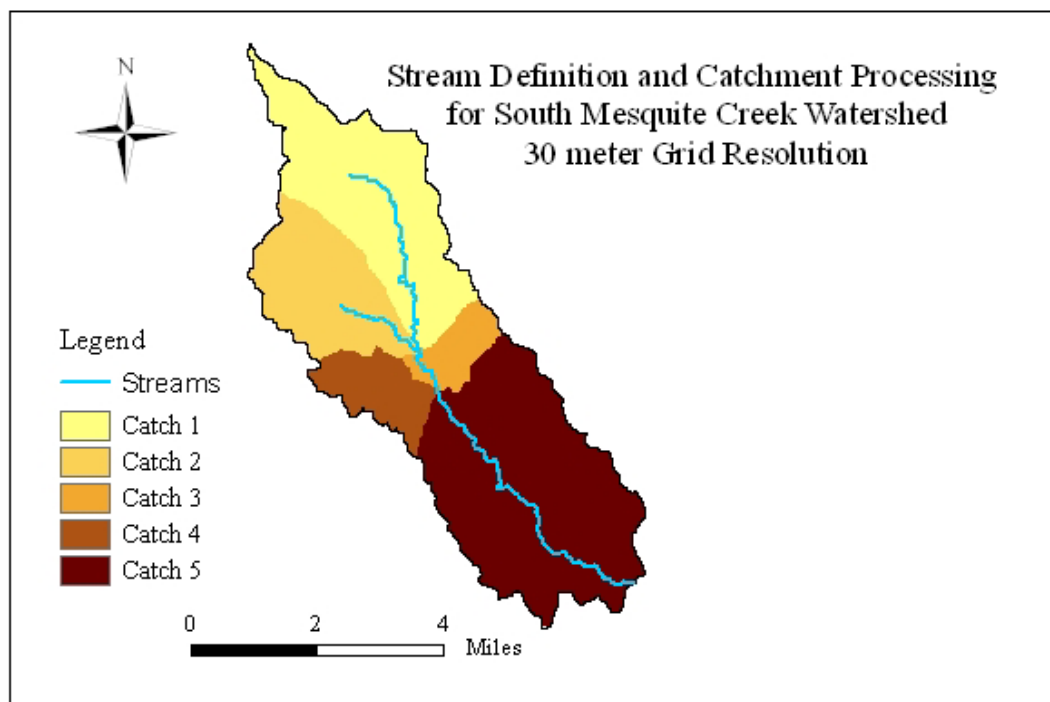 N
Stream Definition and Catchment Processing
for South Mesquite Creek Watershed
30 meter Grid Resolution
Legend
Streams
Catch 1
Catch 2
Catch 3
Catch 4
Catch 5
0 2 4
Miles